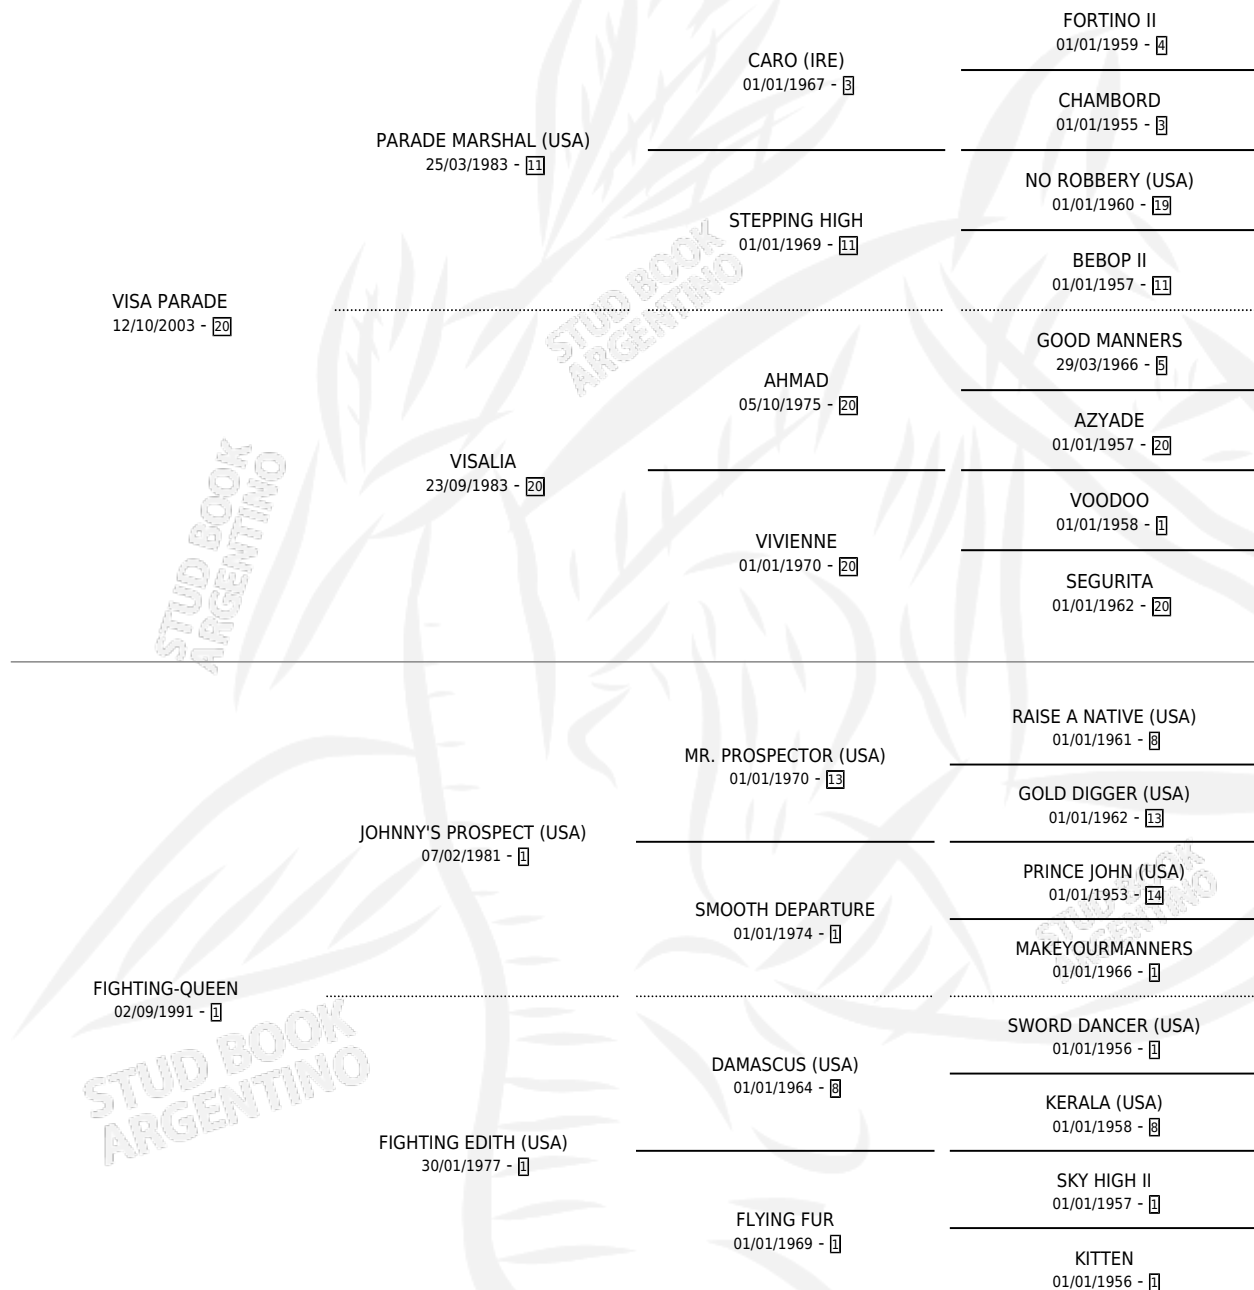 FORTINO II
01/01/1959 - 4
CARO (IRE)
01/01/1967 - 3
CHAMBORD
01/01/1955 - 3
PARADE MARSHAL (USA)
25/03/1983 - 11
NO ROBBERY (USA)
01/01/1960 - 19
STEPPING HIGH
01/01/1969 - 11
BEBOP II
01/01/1957 - 11
VISA PARADE
12/10/2003 - 20
STUD BOOK
ARGENTINO
GOOD MANNERS
29/03/1966 - 5
AHMAD
05/10/1975 - 20
AZYADE
01/01/1957 - 20
VISALIA
23/09/1983 - 20
VOODOO
01/01/1958 - 1
VIVIENNE
01/01/1970 - 20
SEGURITA
01/01/1962 - 20
STUD BOOK
ARGENTINO
RAISE A NATIVE (USA)
01/01/1961 - 8
MR. PROSPECTOR (USA)
01/01/1970 - 13
GOLD DIGGER (USA)
01/01/1962 - 13
JOHNNY'S PROSPECT (USA)
07/02/1981 - 1
PRINCE JOHN (USA)
01/01/1953 - 14
STUD BOOK
ARGENTINO
SMOOTH DEPARTURE
01/01/1974 - 1
MAKEYOURMANNERS
01/01/1966 - 1
FIGHTING-QUEEN
02/09/1991 - 1
STUD BOOK
ARGENTINO
SWORD DANCER (USA)
01/01/1956 - 1
DAMASCUS (USA)
01/01/1964 - 8
KERALA (USA)
01/01/1958 - 8
FIGHTING EDITH (USA)
30/01/1977 - 1
SKY HIGH II
01/01/1957 - 1
FLYING FUR
01/01/1969 - 1
KITTEN
01/01/1956 - 1